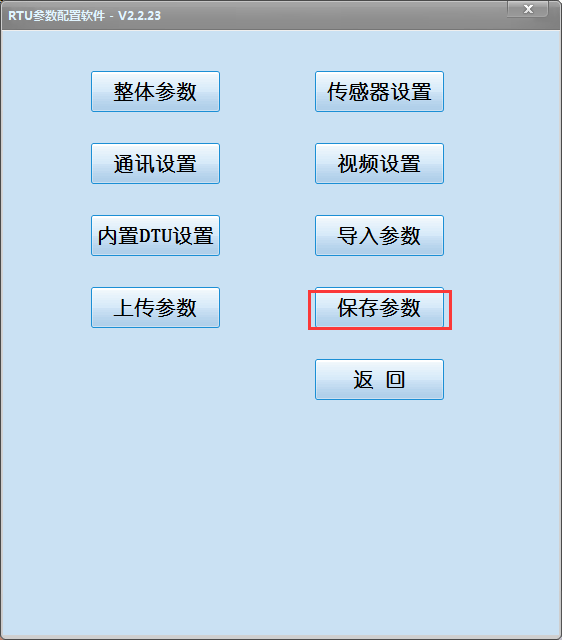 RTU参数配置软件 - V2.2.23
整体参数
传感器设置
通讯设置
视频设置
内置DTU设置
导入参数
上传参数
保存参数
返 回